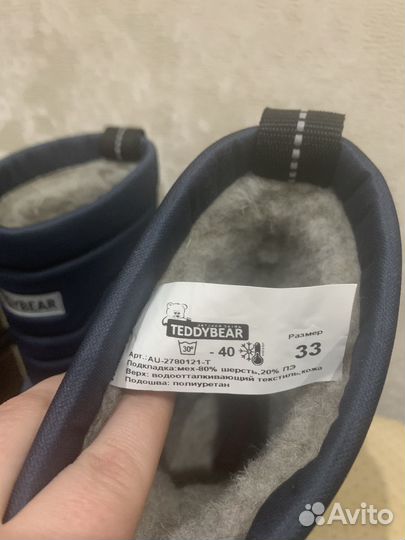 TEDDYBEAR
30°
- 40
Размер
33
Арт.:AU-2780121-T
Подкладка:мех-80% шерсть,20% ПЭ
Верх: водоотталкивающий текстиль,кожа
Подошва: полиуретан
DYBEAR
Avito